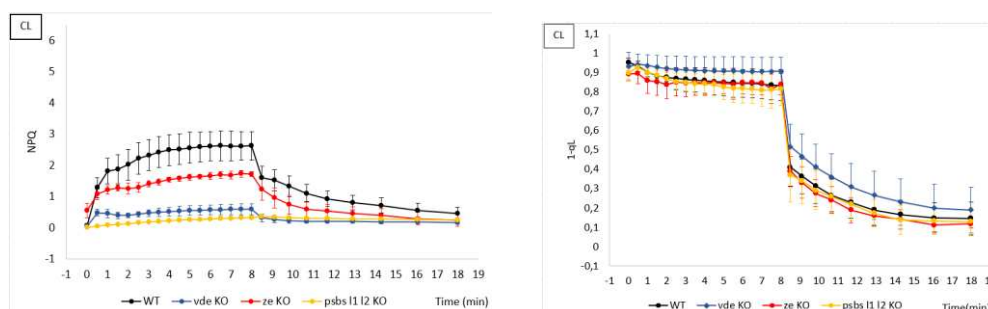 CL
6
5
4
3
2
1
0
-1
NPQ
-1 0 1 2 3 4 5 6 7 8 9 10 11 12 13 14 15 16 17 18 19
WT vde KO ze KO psbs l1 l2 KO Time (min)
CL
1,1
1
0,9
0,8
0,7
0,6
0,5
0,4
0,3
0,2
0,1
0
-0,1
1-qL
-1 0 1 2 3 4 5 6 7 8 9 10 11 12 13 14 15 16 17 18
WT vde KO ze KO psbs l1 l2 KO Time(min)